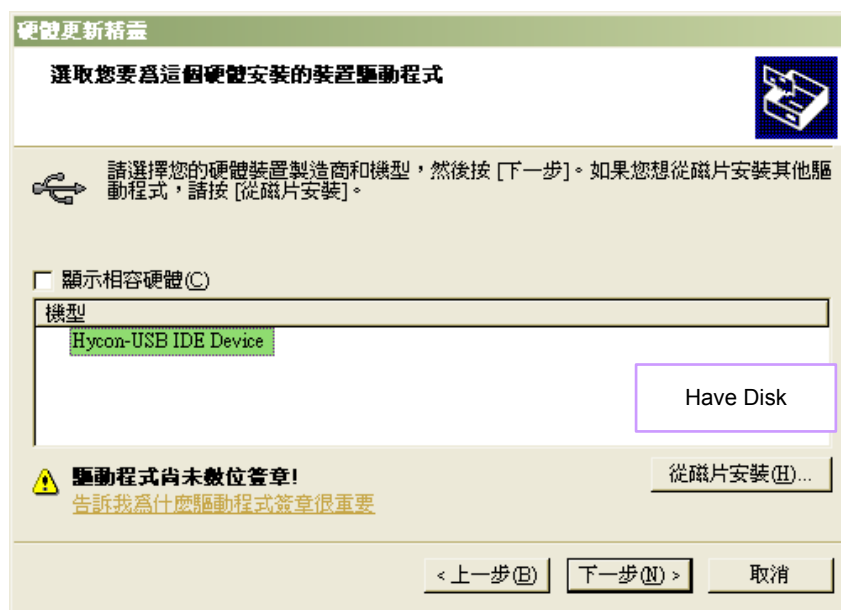 硬體更新精靈
選取您要為這個硬體安裝的裝置驅動程式
請選擇您的硬體裝置製造商和機型，然後按 [下一步]。如果您想從磁片安裝其他驅
動程式，請按 [從磁片安裝]。
顯示相容硬體(C)
機型
Hycon-USB IDE Device
Have Disk
驅動程式尚未數位簽章!
從磁片安裝(H)...
告訴我為什麼驅動程式簽章很重要
<上一步(B)
下一步(N)>
取消